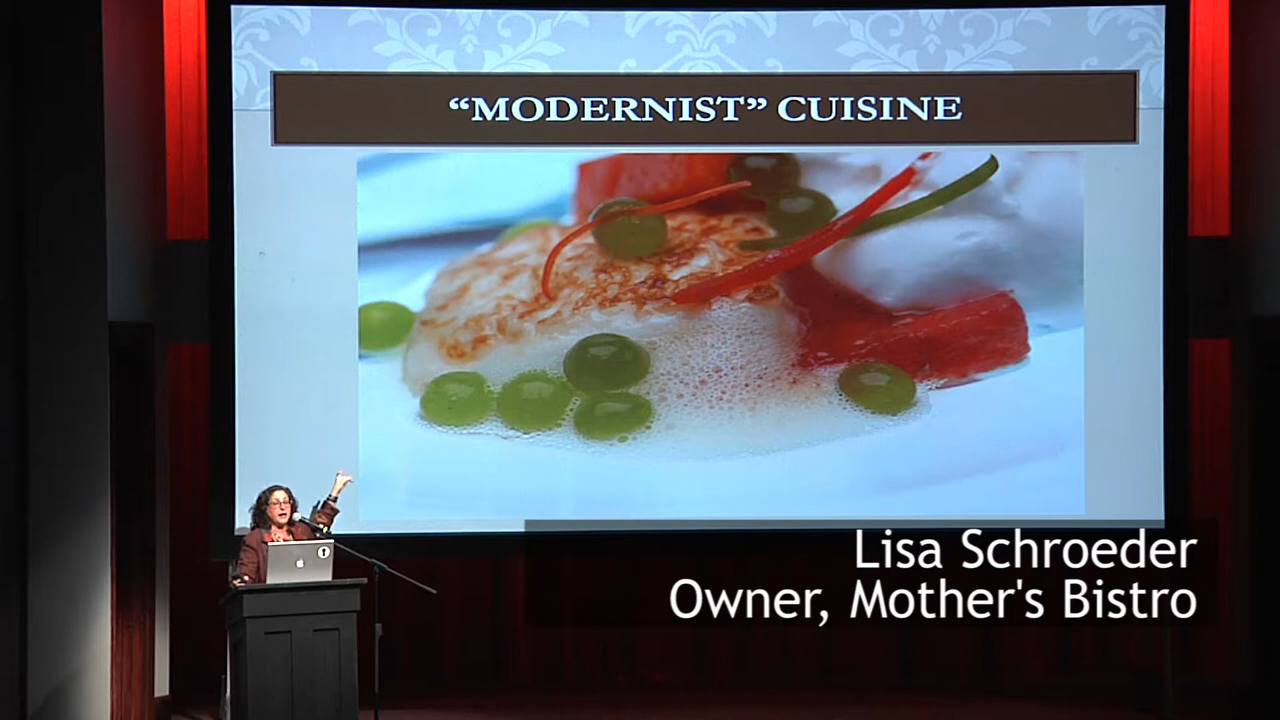 “MODERNIST” CUISINE
Lisa Schroeder
Owner, Mother's Bistro